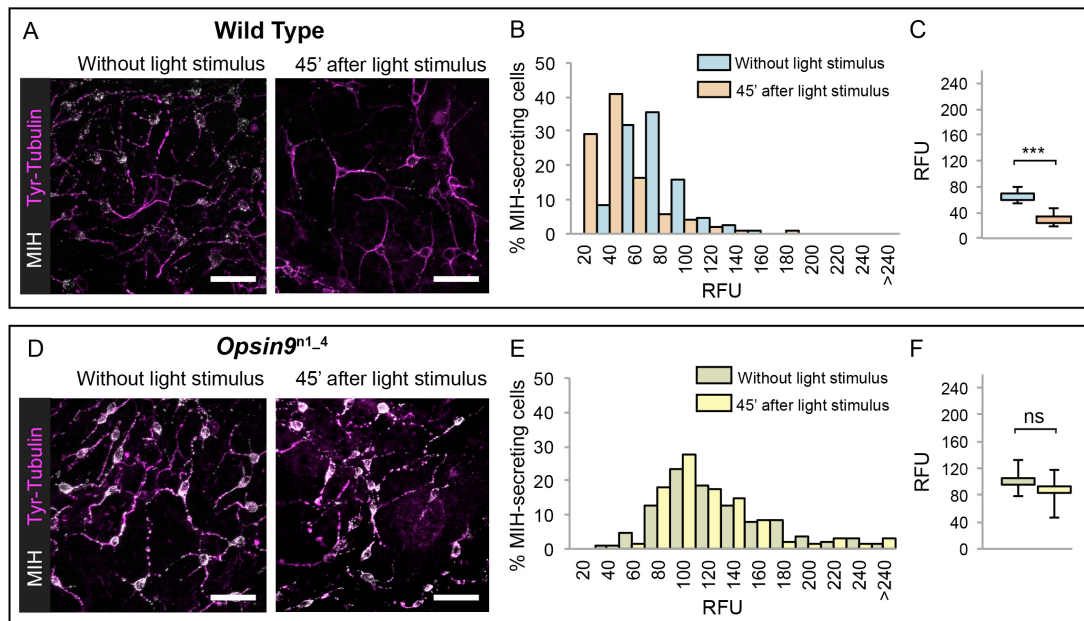 A
Wild Type
Without light stimulus
45' after light stimulus
MIH Tyr-Tubulin
B
% MIH-secreting cells
50
40
30
20
10
0
Without light stimulus
45' after light stimulus
20
40
60
80
100
120
140
160
180
200
220
240
>240
RFU
C
RFU
240
200
160
120
80
40
0
***
D
Opsin9n1_4
Without light stimulus
45' after light stimulus
MIH Tyr-Tubulin
E
% MIH-secreting cells
50
40
30
20
10
0
Without light stimulus
45' after light stimulus
20
40
60
80
100
120
140
160
180
200
220
240
>240
RFU
F
RFU
240
200
160
120
80
40
0
ns